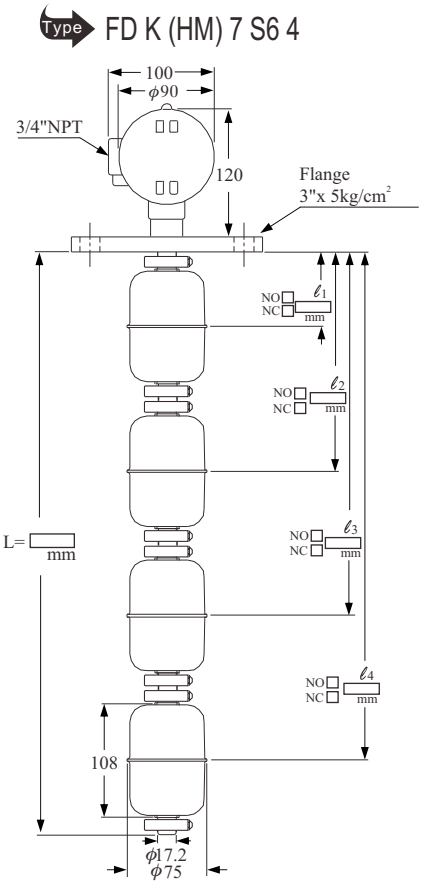 Type FD K (HM) 7 S6 4
100
ϕ90
3/4"NPT
120
Flange
3"x 5kg/cm²
NO ℓ1
NC mm
NO ℓ2
NC mm
NO ℓ3
NC mm
L=
mm
NO ℓ4
NC mm
108
ϕ17.2
ϕ75